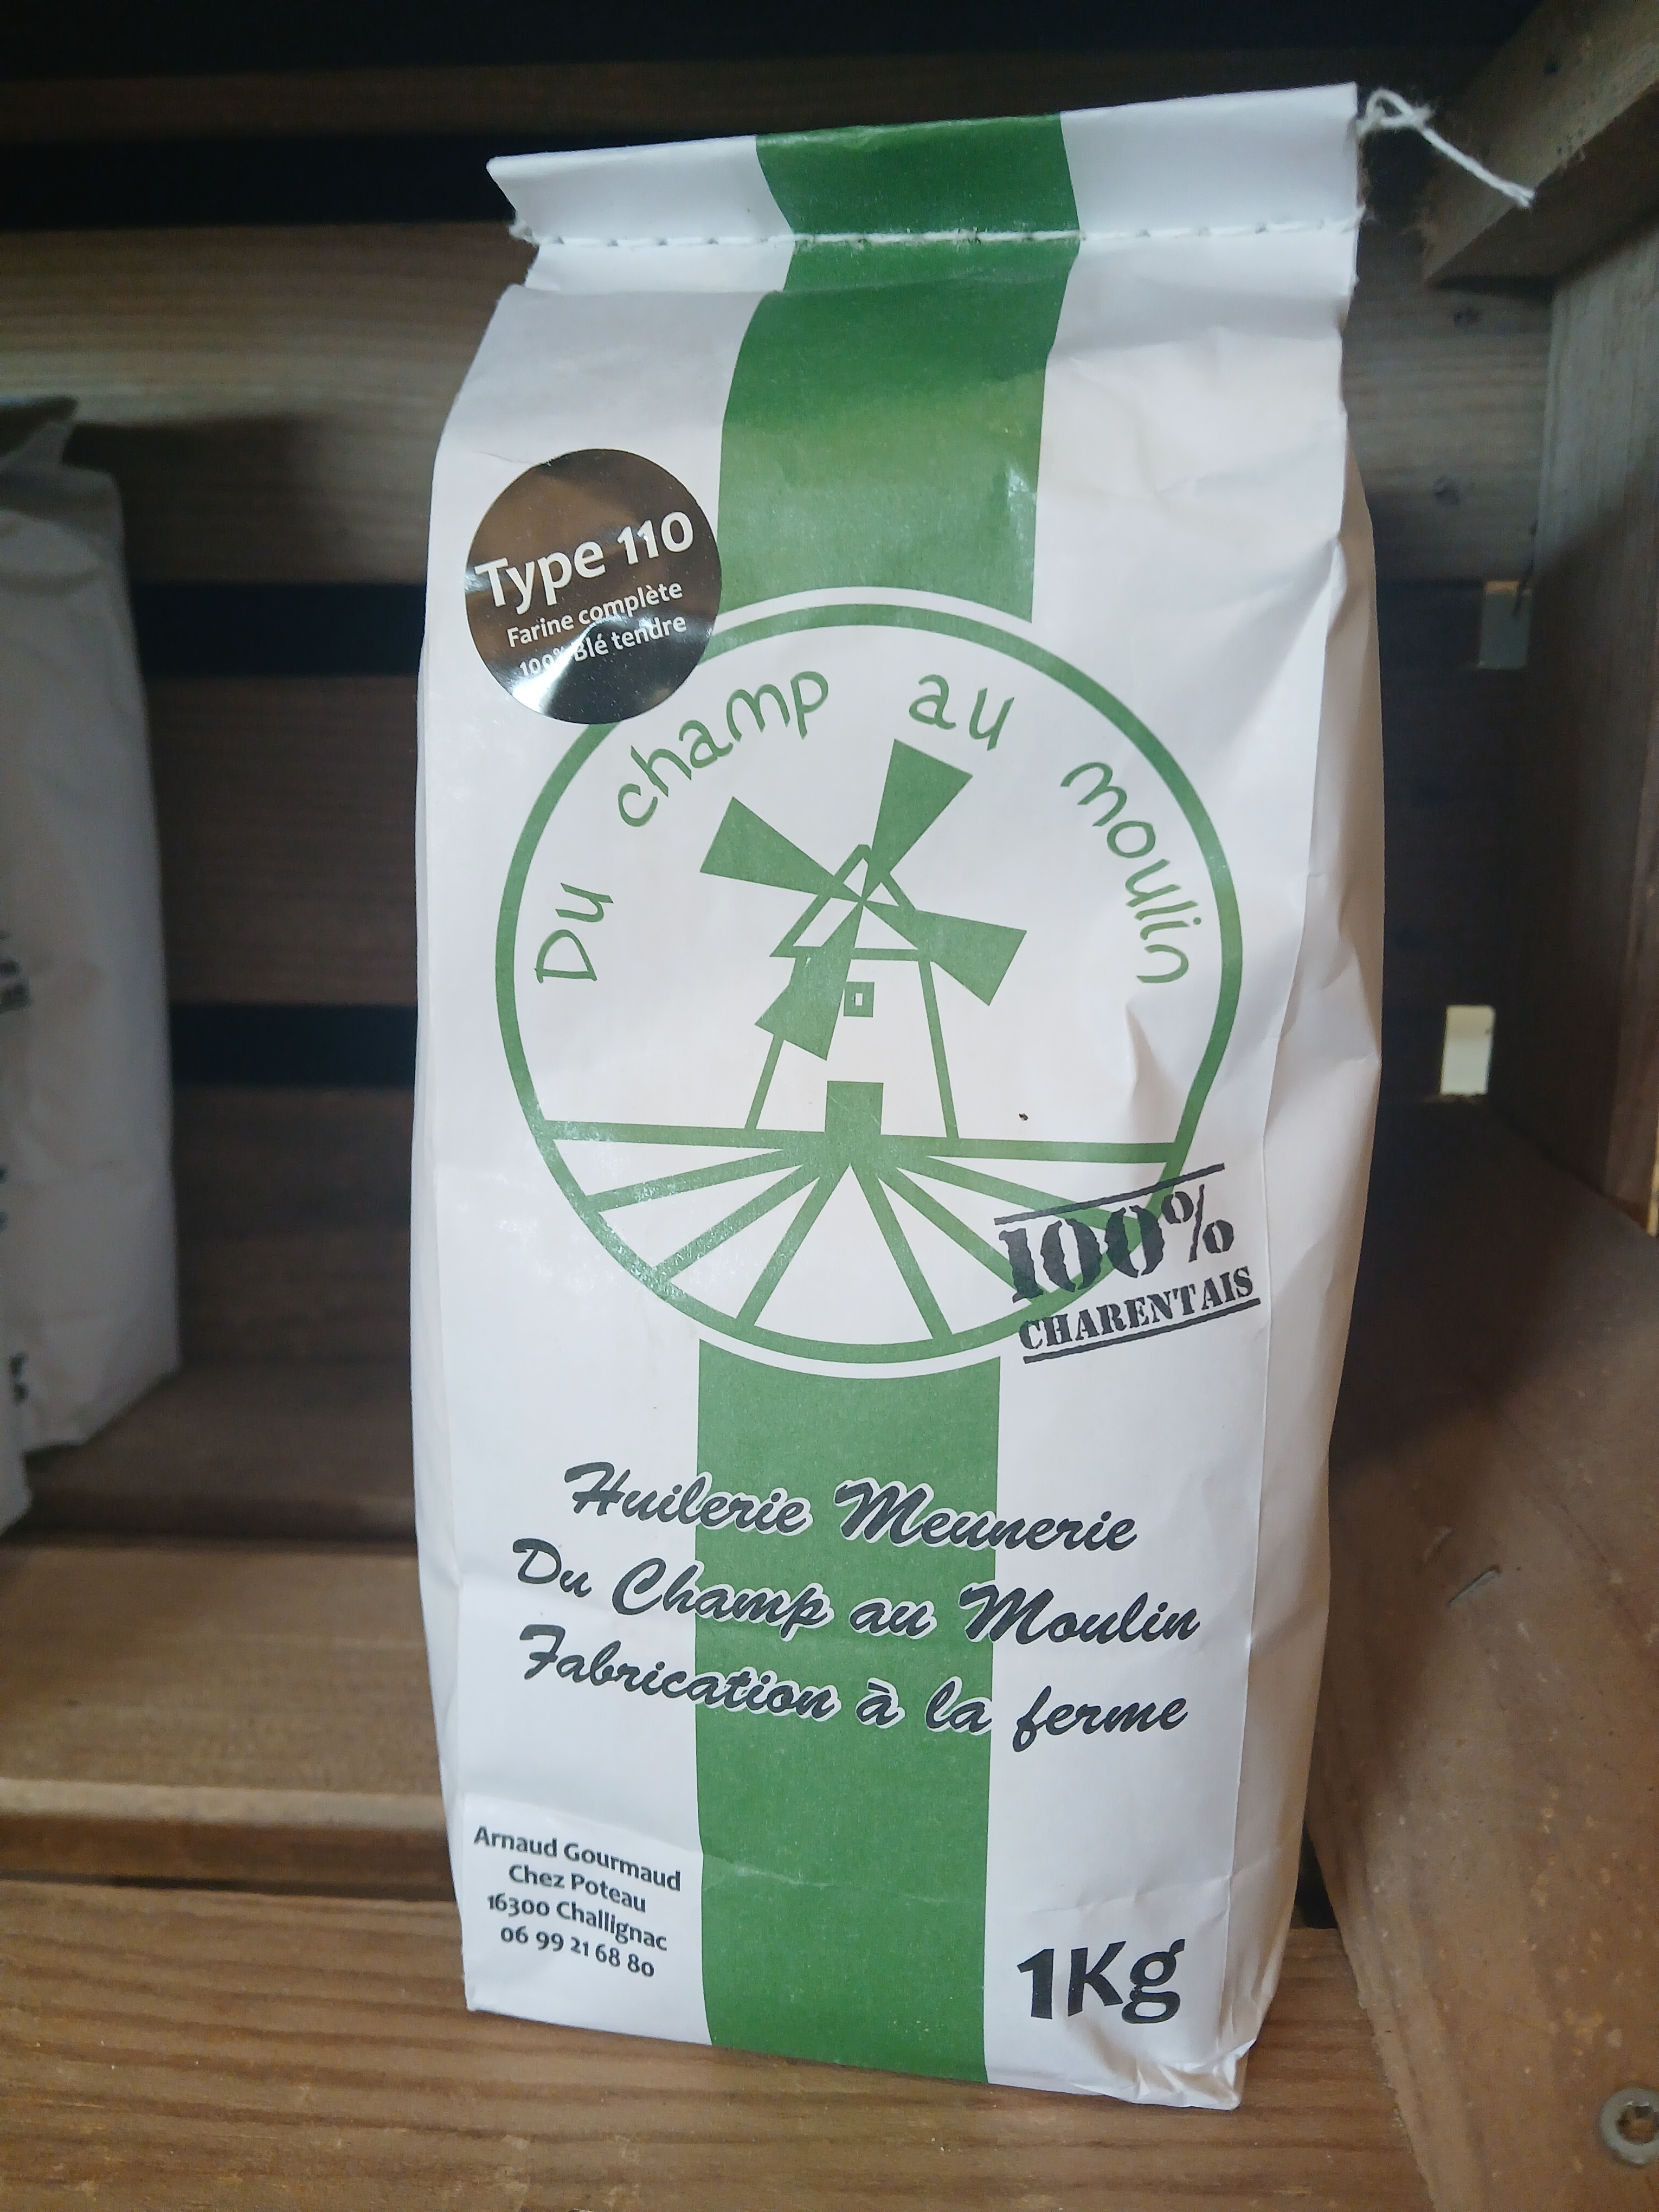 Type 110
Farine complète
100% Blé tendre
Du champ au moulin
100%
CHARENTAIS
Huilerie Meunerie
Du Champ au Moulin
Fabrication à la ferme
Arnaud Gourmaud
Chez Poteau
16300 Challignac
06 99 21 68 80
1Kg